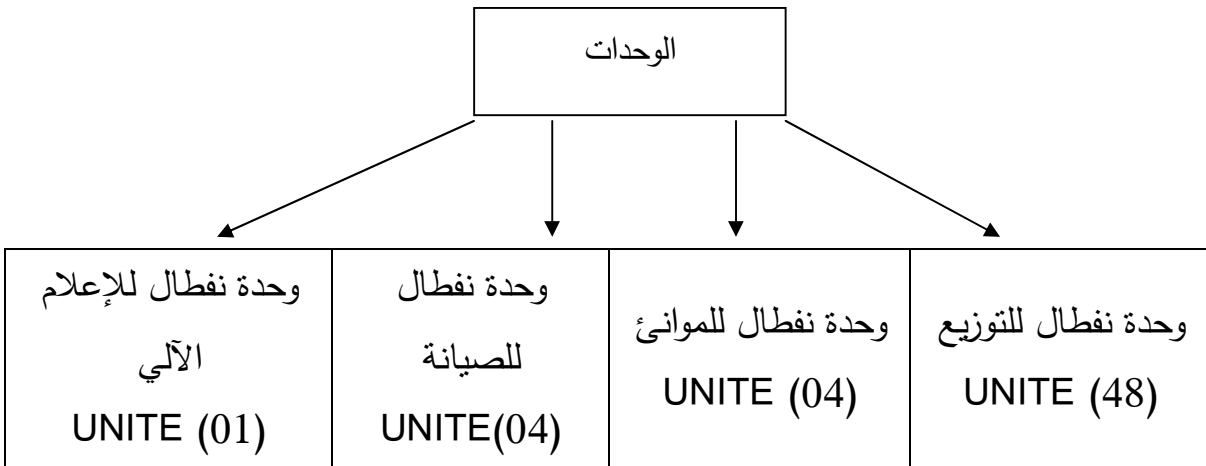 الوحدات
وحدة نفطال للتوزيع
UNITE (48)
وحدة نفطال للموانئ
UNITE (04)
وحدة نفطال
للصيانة
UNITE(04)
وحدة نفطال للإعلام
الآلي
UNITE (01)